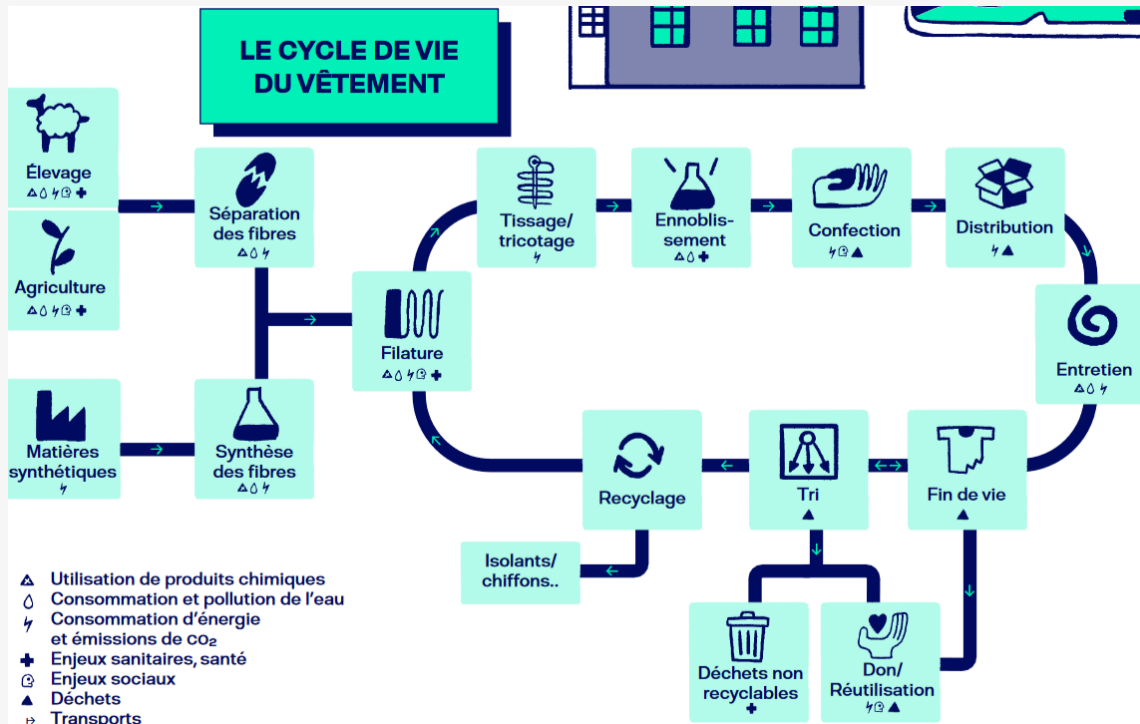 LE CYCLE DE VIE
DU VÊTEMENT
Élevage
Agriculture
Séparation
des fibres
Matières
synthétiques
Synthèse
des fibres
Filature
Tissage/
tricotage
Ennoblis-
sement
Confection
Distribution
Entretien
Fin de vie
Tri
Recyclage
Isolants/
chiffons..
Déchets non
recyclables
Don/
Réutilisation
Utilisation de produits chimiques
Consommation et pollution de l'eau
Consommation d'énergie
et émissions de CO₂
Enjeux sanitaires, santé
Enjeux sociaux
Déchets
Transports